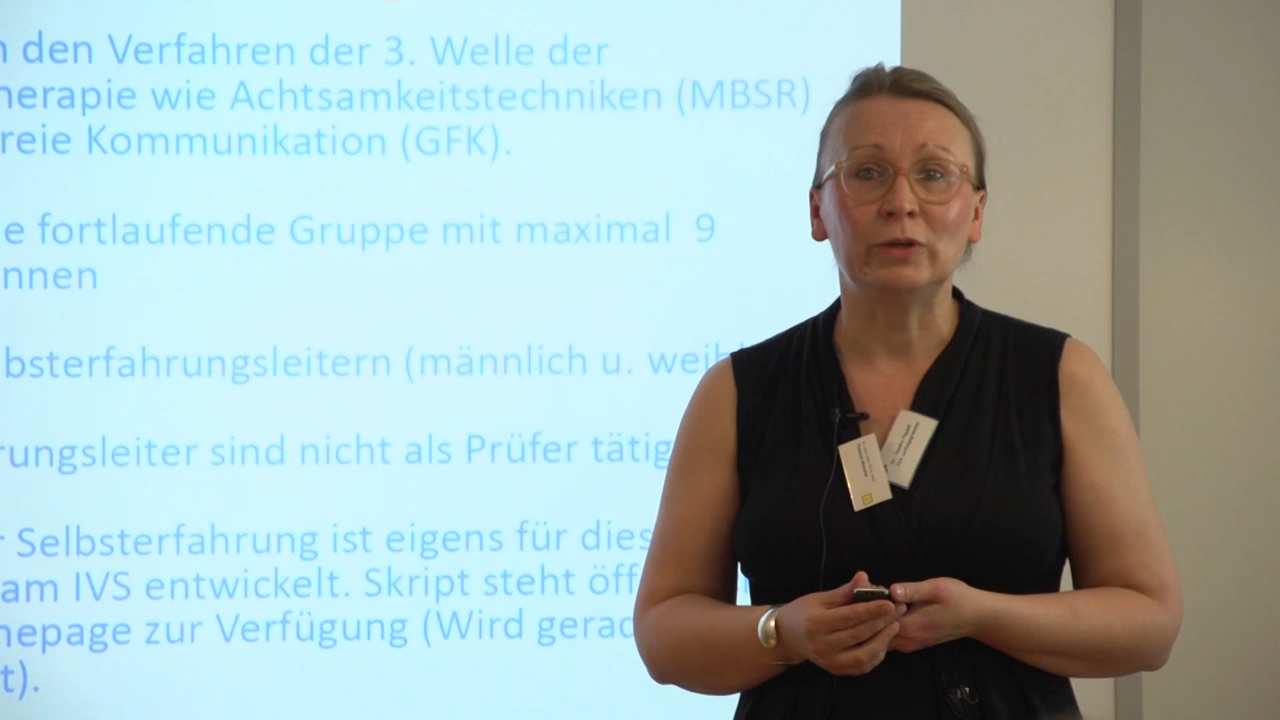 n den Verfahren der 3. Welle der
herapie wie Achtsamkeitstechniken (MBSR)
reie Kommunikation (GFK).
e fortlaufende Gruppe mit maximal 9
nnen
bsterfahrungsleitern (männlich u. weibl
rungsleiter sind nicht als Prüfer tätig
r Selbsterfahrung ist eigens für dies
am IVS entwickelt. Skript steht öff
mepage zur Verfügung (Wird gerad
t).